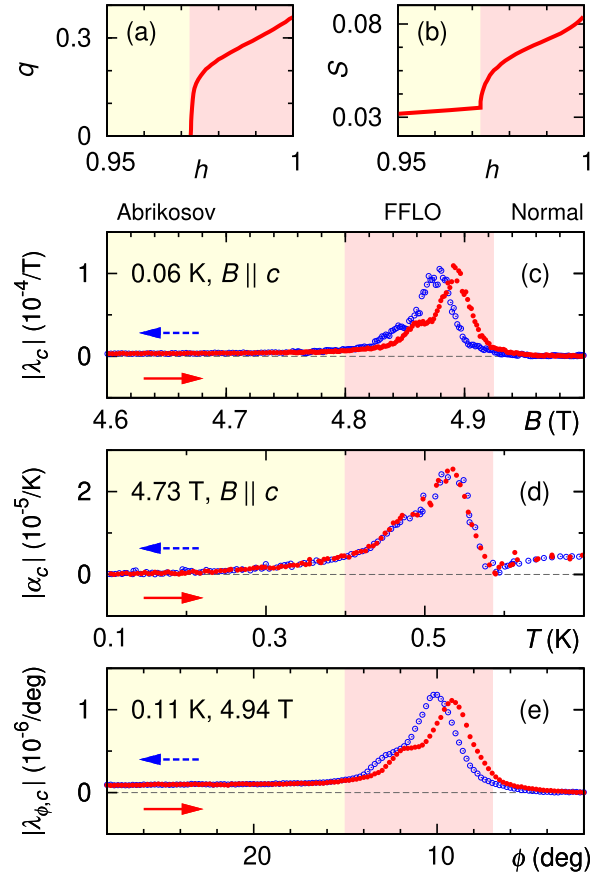 (a)
(b)
0.3
0
q
0.95
h
1
0.08
0.03
S
0.95
h
1
Abrikosov FFLO Normal
0.06 K, B || c
(c)
1
0
|λc| (10⁻⁴/T)
4.6 4.7 4.8 4.9 B (T)
4.73 T, B || c
(d)
2
0
|αc| (10⁻⁵/K)
0.1 0.3 0.5 T (K)
0.11 K, 4.94 T
(e)
1
0
|λϕ,c| (10⁻⁶/deg)
20 10 ϕ (deg)